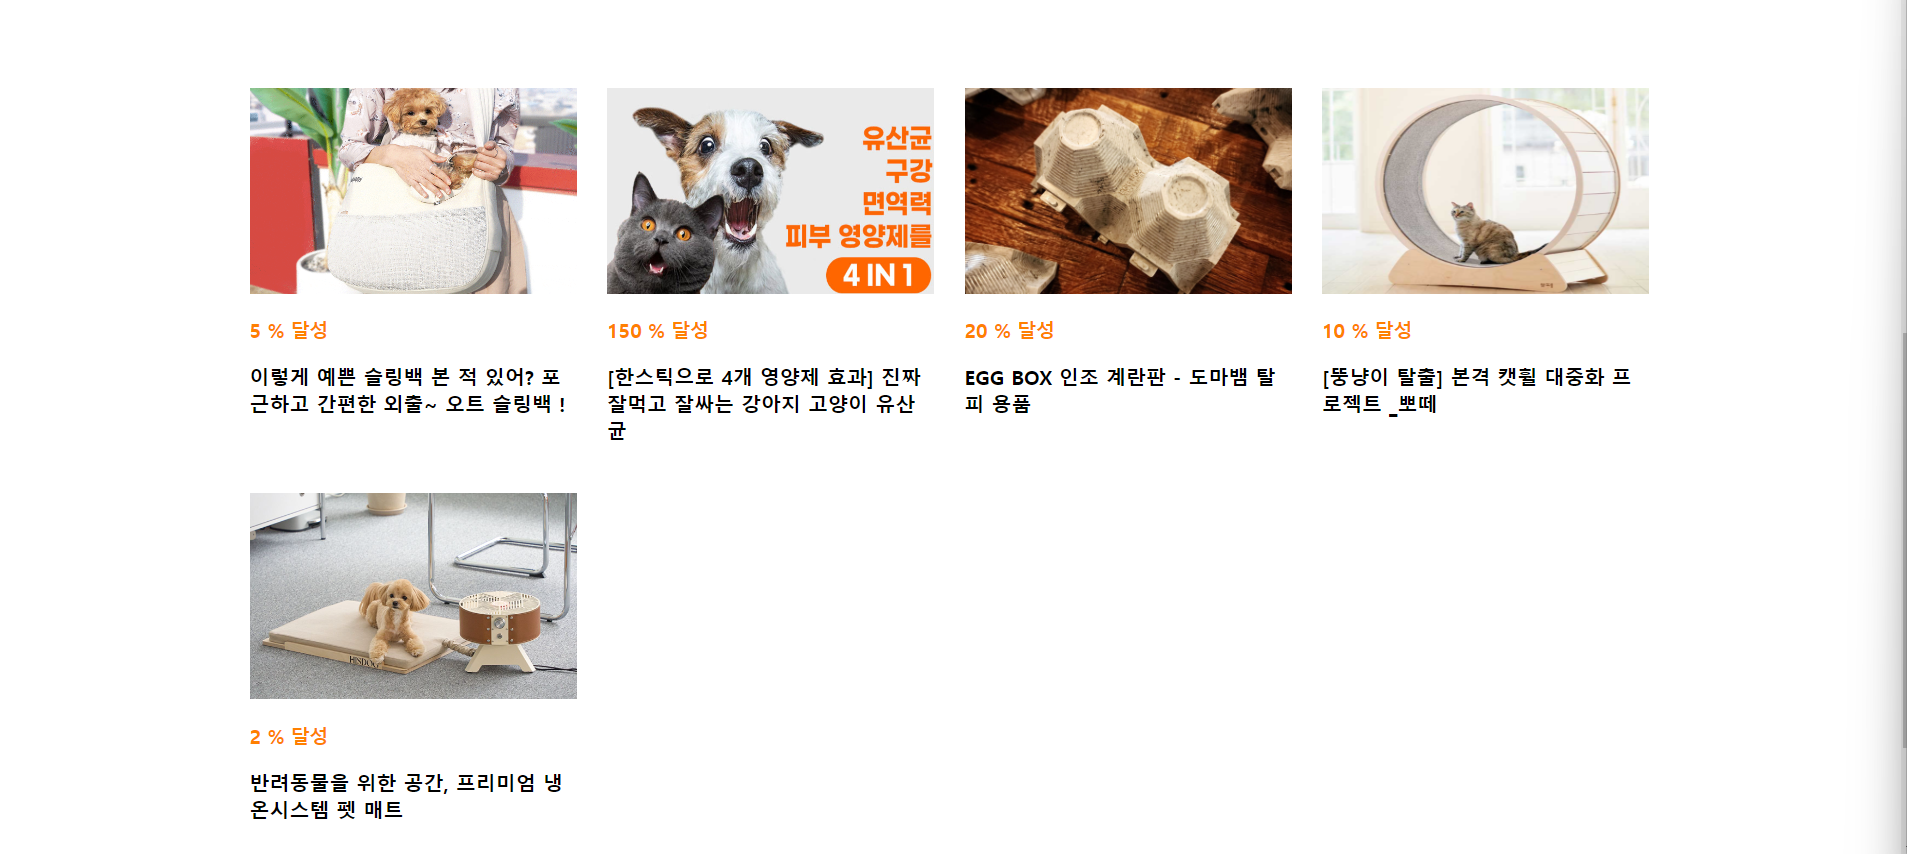 유산균
구강
면역력
피부 영양제를
4 IN 1
5 % 달성
150 % 달성
20 % 달성
10 % 달성
이렇게 예쁜 슬링백 본 적 있어? 포
근하고 간편한 외출~ 오트 슬링백 !
[한스틱으로 4개 영양제 효과] 진짜
잘먹고 잘싸는 강아지 고양이 유산
균
EGG BOX 인조 계란판 - 도마뱀 탈
피 용품
[뚱냥이 탈출] 본격 캣휠 대중화 프
로젝트 _뽀떼
HISDOG
2 % 달성
반려동물을 위한 공간, 프리미엄 냉
온시스템 펫 매트